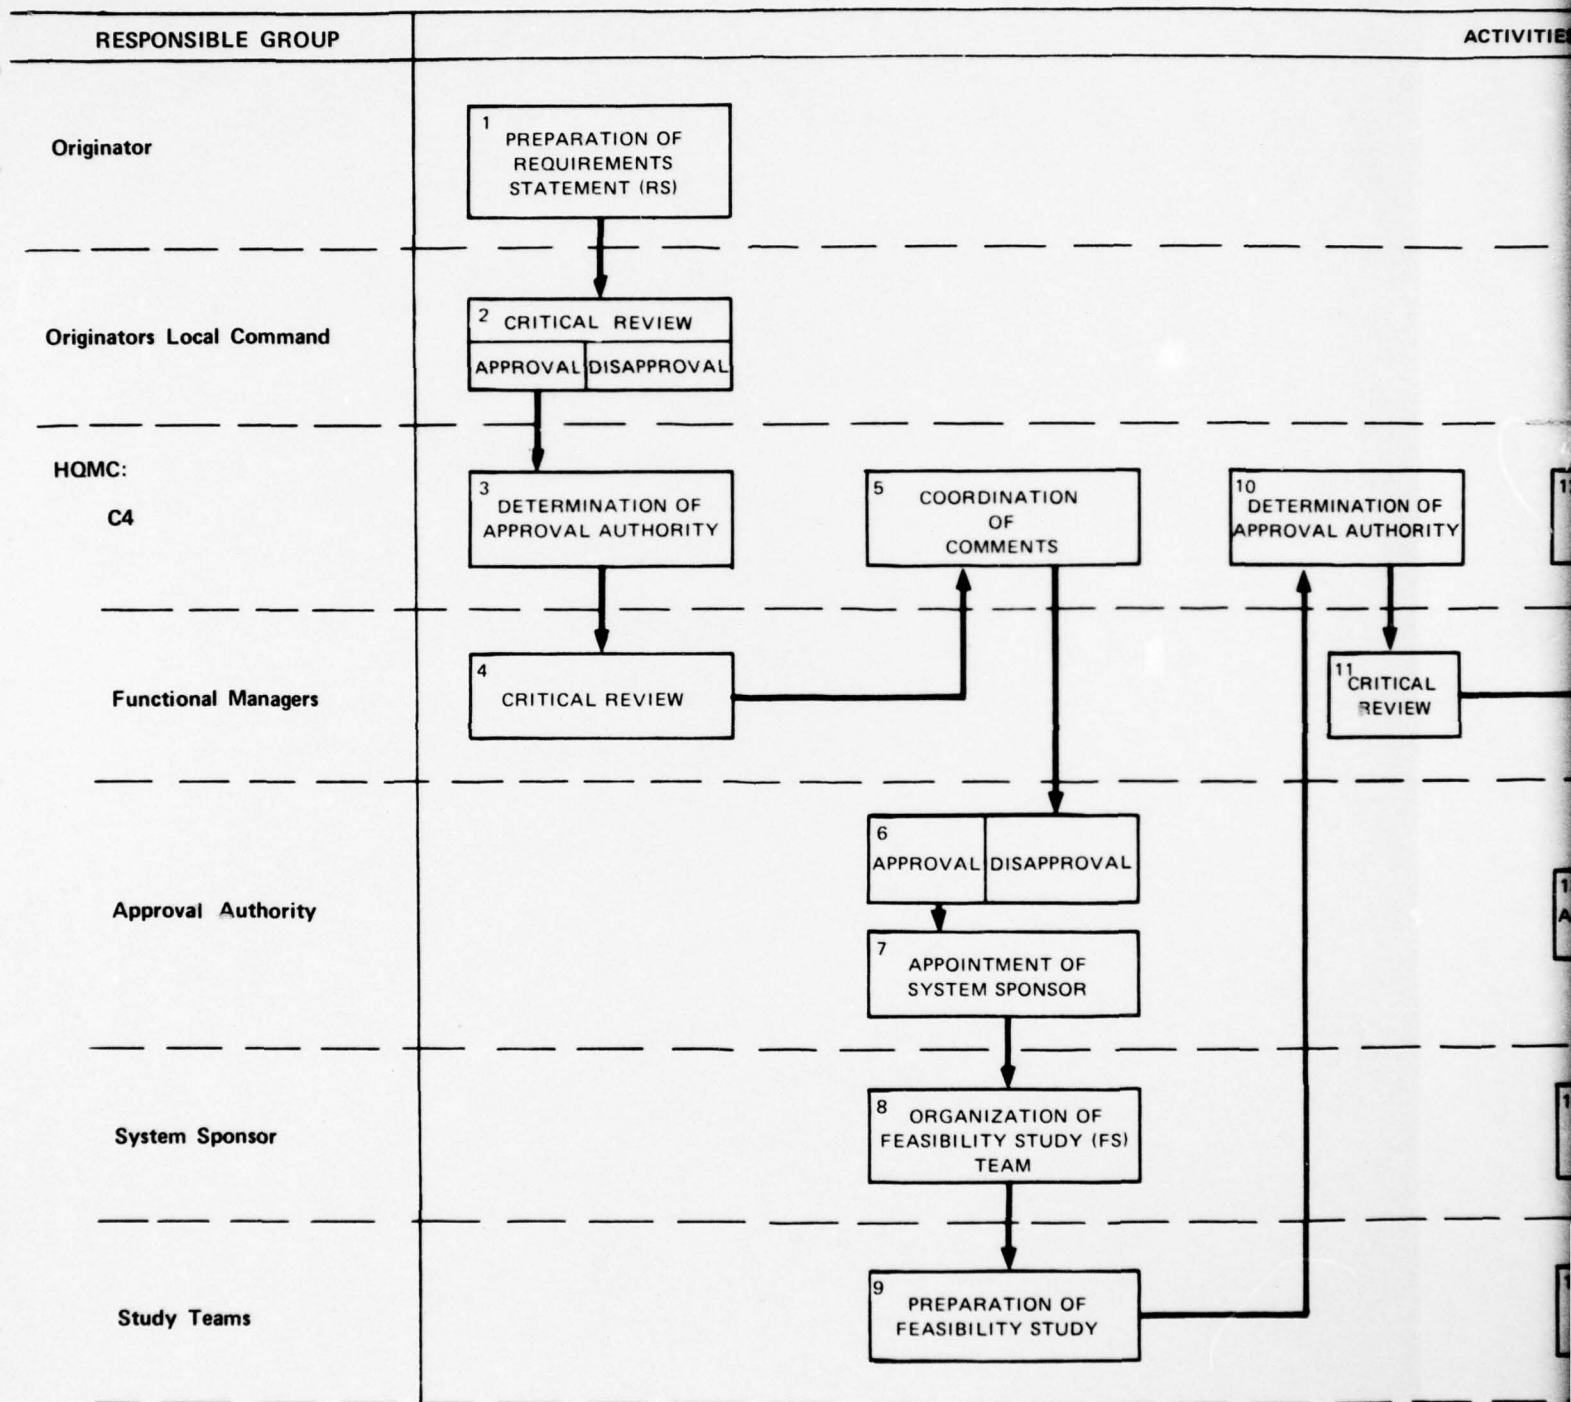 RESPONSIBLE GROUP
Originator
1
PREPARATION OF
REQUIREMENTS
STATEMENT (RS)
Originators Local Command
2 CRITICAL REVIEW
APPROVAL DISAPPROVAL
HQMC:
C4
3
DETERMINATION OF
APPROVAL AUTHORITY
5
COORDINATION
OF
COMMENTS
10
DETERMINATION OF
APPROVAL AUTHORITY
Functional Managers
4
CRITICAL REVIEW
11
CRITICAL
REVIEW
Approval Authority
6
APPROVAL DISAPPROVAL
7
APPOINTMENT OF
SYSTEM SPONSOR
System Sponsor
8
ORGANIZATION OF
FEASIBILITY STUDY (FS)
TEAM
Study Teams
9
PREPARATION OF
FEASIBILITY STUDY